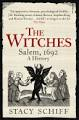 The
WITCHES
Salem, 1692
A History
STACY SCHIFF